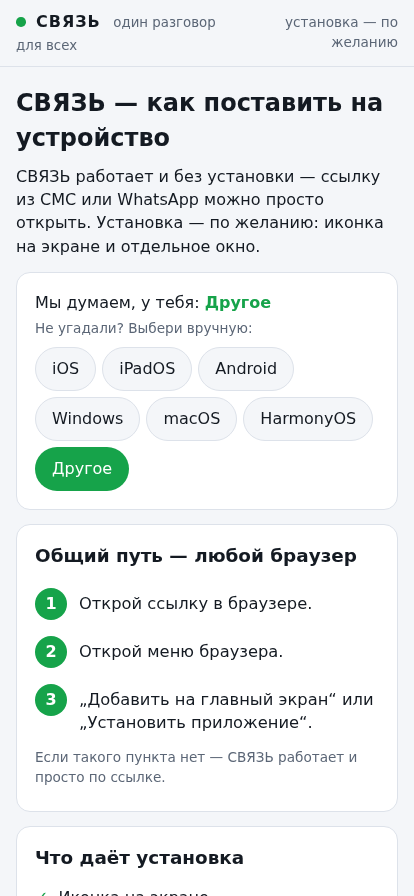 СВЯЗЬ один разговор
для всех
установка — по
желанию
СВЯЗЬ — как поставить на
устройство
СВЯЗЬ работает и без установки — ссылку
из СМС или WhatsApp можно просто
открыть. Установка — по желанию: иконка
на экране и отдельное окно.
Мы думаем, у тебя: Другое
Не угадали? Выбери вручную:
iOS
iPadOS
Android
Windows
macOS
HarmonyOS
Другое
Общий путь — любой браузер
1 Открой ссылку в браузере.
2 Открой меню браузера.
3 „Добавить на главный экран“ или
„Установить приложение“.
Если такого пункта нет — СВЯЗЬ работает и
просто по ссылке.
Что даёт установка
✓ Иконка на экране